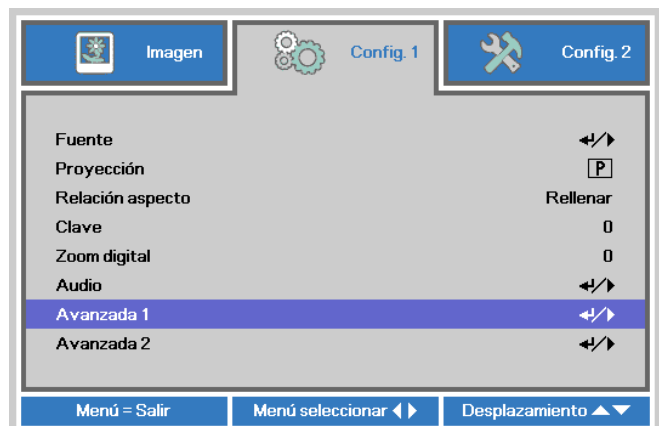 Imagen Config. 1 Config. 2
Fuente
Proyección P
Relación aspecto Rellenar
Clave 0
Zoom digital 0
Audio
Avanzada 1
Avanzada 2
Menú = Salir Menú seleccionar Desplazamiento